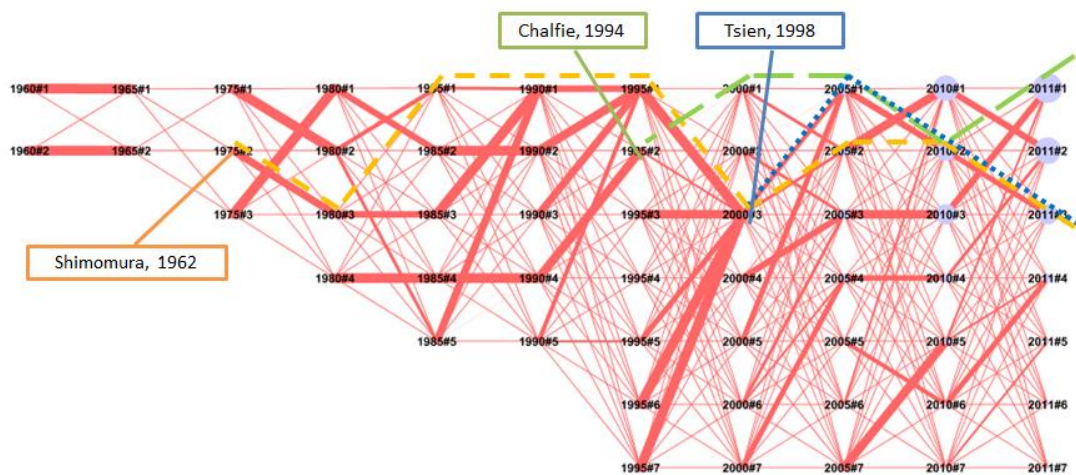 Chalfie, 1994 Tsien, 1998
1960#1 1965#1 1975#1 1980#1 1985#1 1990#1 1995#1 2000#1 2005#1 2010#1 2011#1
1960#2 1965#2 1975#2 1980#2 1985#2 1990#2 1995#2 2000#2 2005#2 2010#2 2011#2
1975#3 1980#3 1985#3 1990#3 1995#3 2000#3 2005#3 2010#3 2011#3
Shimomura, 1962
1980#4 1985#4 1990#4 1995#4 2000#4 2005#4 2010#4 2011#4
1985#5 1990#5 1995#5 2000#5 2005#5 2010#5 2011#5
1995#6 2000#6 2005#6 2010#6 2011#6
1995#7 2000#7 2005#7 2010#7 2011#7